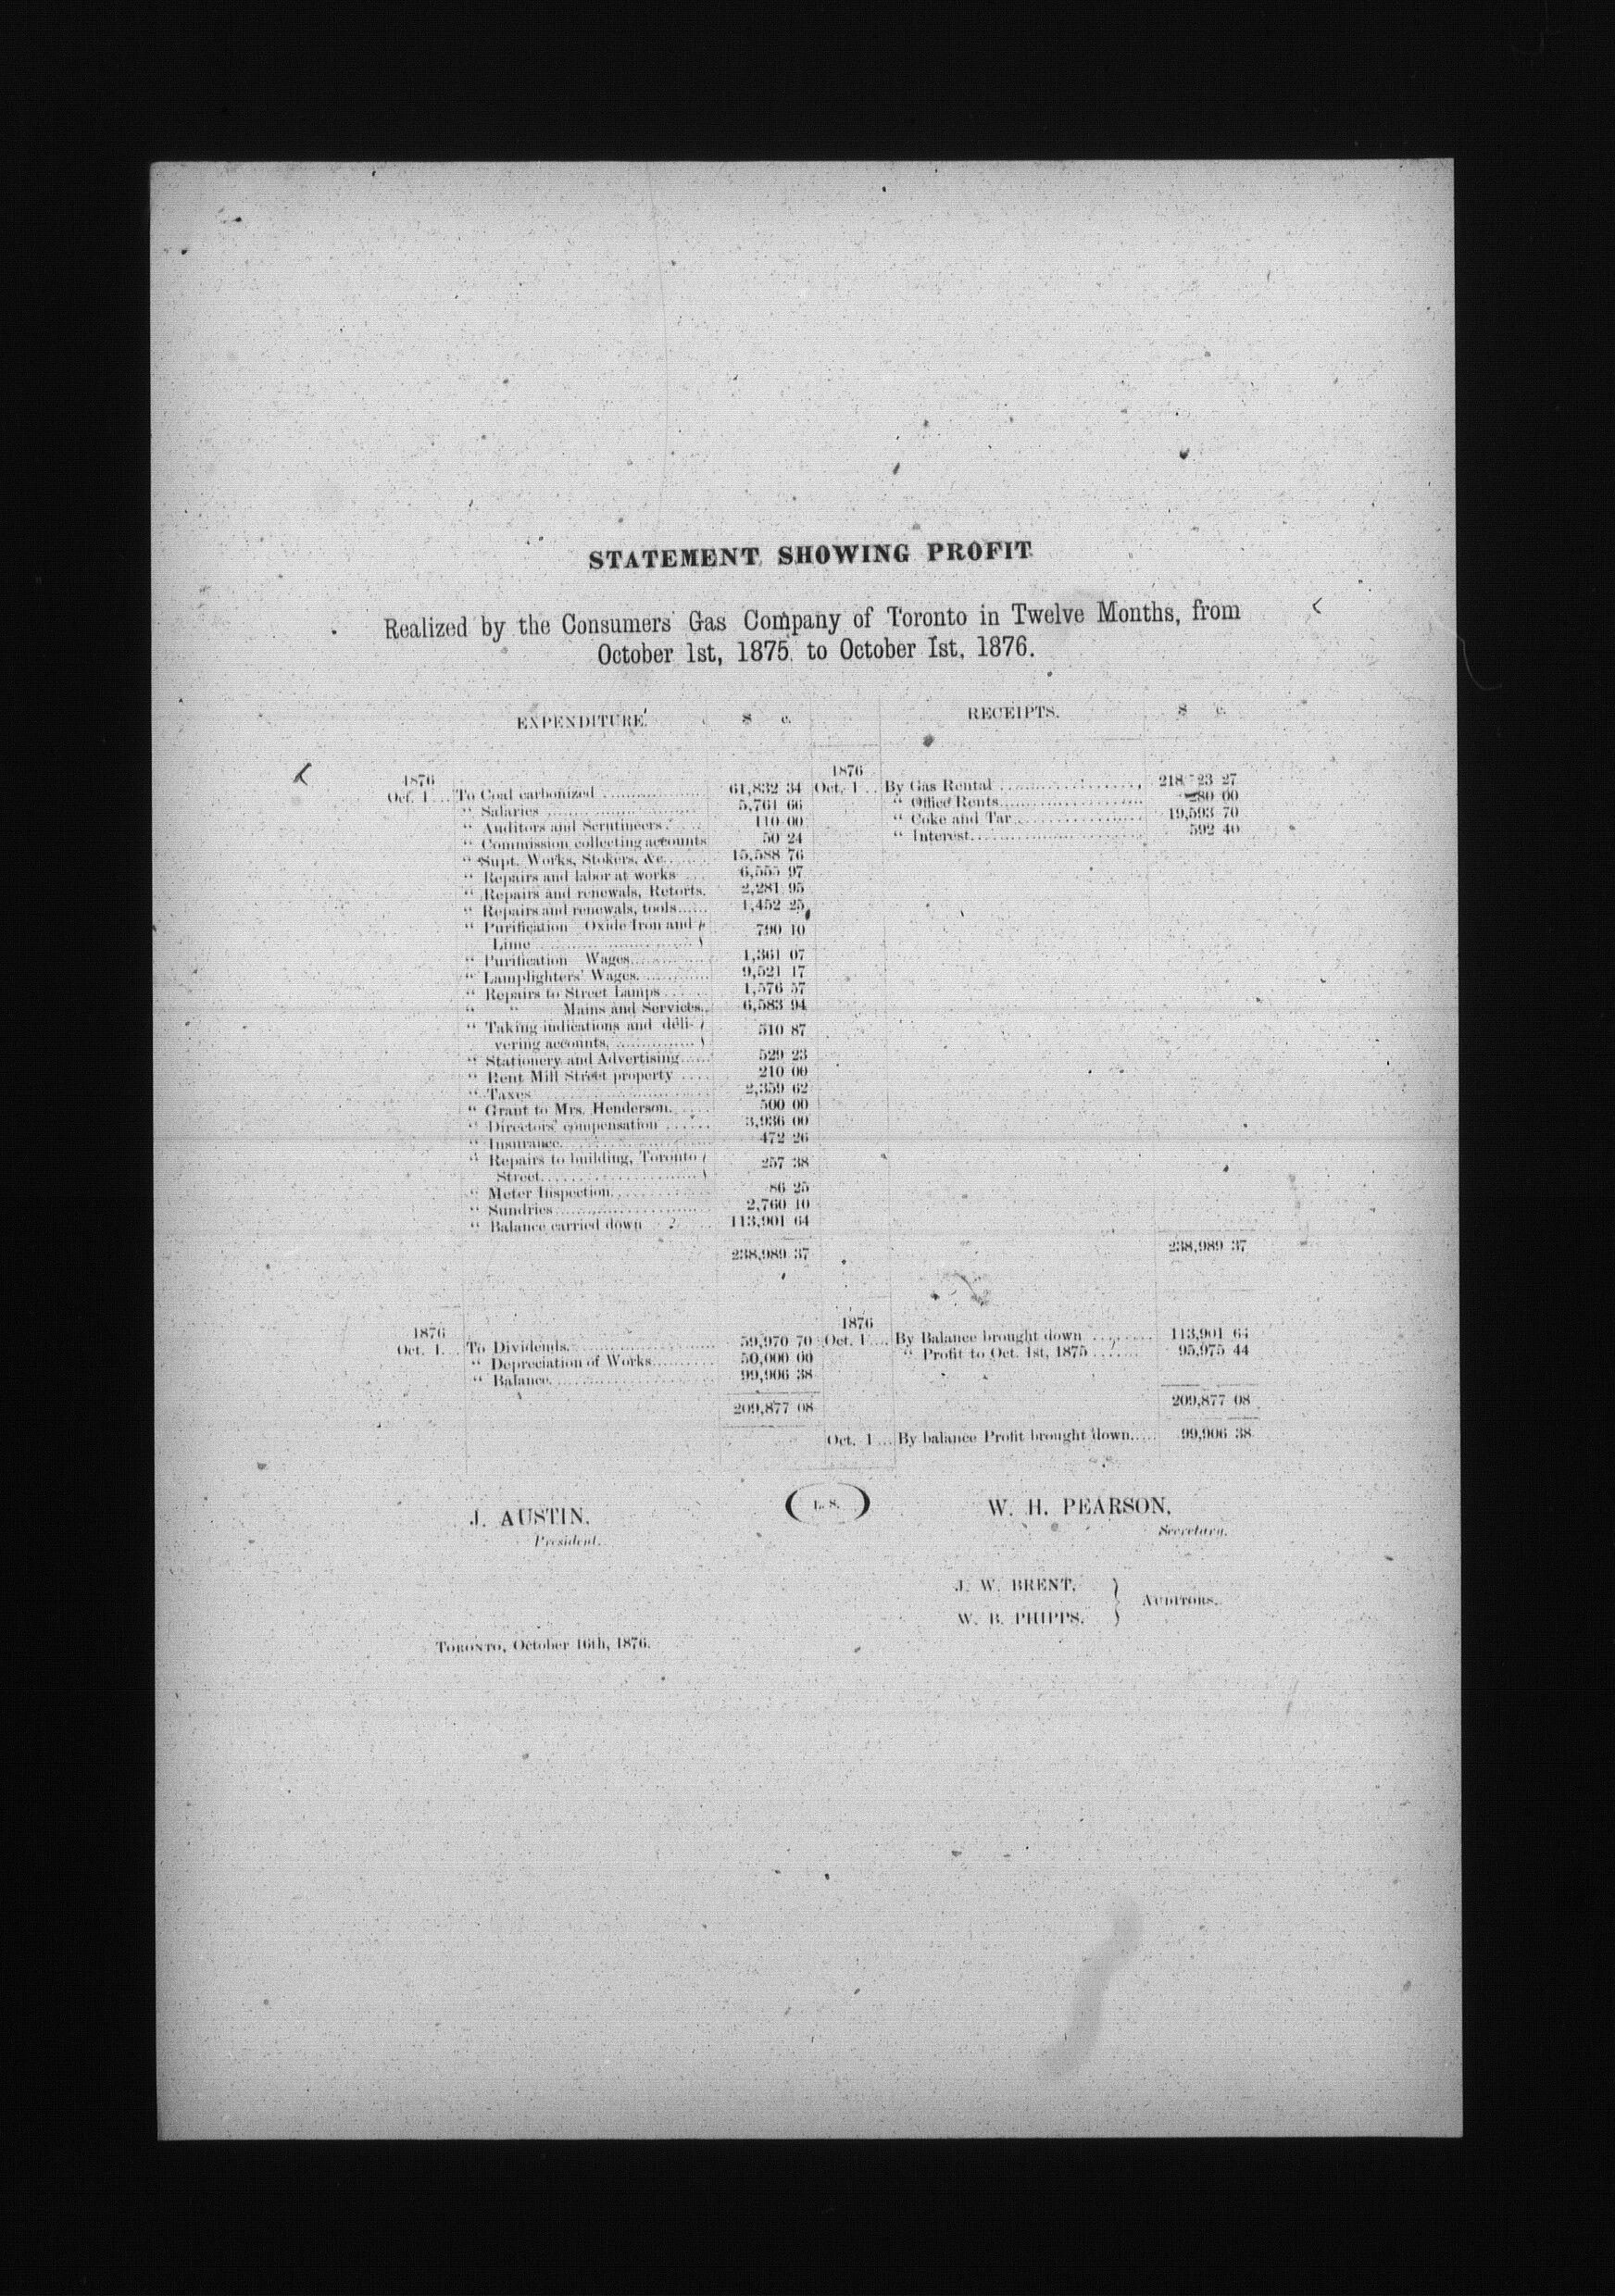 STATEMENT SHOWING PROFIT
Realized by the Consumers' Gas Company of Toronto in Twelve Months, from
October 1st, 1875, to October 1st, 1876.
EXPENDITURE. $ c. RECEIPTS. $ c.
1876 1876
Oct. 1... To Coal carbonized 61,832 34 Oct. 1... By Gas Rental 23 27
" Salaries 5,761 66 " Office Rents 280 00
" Auditors and Scrutineers 110 00 " Coke and Tar 19,593 70
" Commission collecting accounts 50 24 " Interest 592 40
" Supt. Works, Stokers, &c. 15,588 76
" Repairs and labor at works 6,555 97
" Repairs and renewals, Retorts. 2,281 95
" Repairs and renewals, tools 1,452 25
" Purification Oxide Iron and }
Lime } 790 10
" Purification Wages 1,361 07
" Lamplighters' Wages 9,521 17
" Repairs to Street Lamps 1,576 57
" " Mains and Services 6,583 94
" Taking indications and deli- }
vering accounts, } 510 87
" Stationery and Advertising 529 23
" Rent Mill Street property 210 00
" Taxes 2,359 62
" Grant to Mrs. Henderson 500 00
" Directors' compensation 3,936 00
" Insurance 472 26
" Repairs to building, Toronto }
Street } 257 38
" Meter Inspection 86 25
" Sundries 2,760 10
" Balance carried down 113,901 64
238,989 37 238,989 37
1876 1876
Oct. 1... To Dividends 59,970 70 Oct. 1... By Balance brought down 113,901 64
" Depreciation of Works 50,000 00 " Profit to Oct. 1st, 1875 95,975 44
" Balance 99,906 38
209,877 08 209,877 08
Oct. 1... By balance Profit brought down 99,906 38
J. AUSTIN, (L. S.) W. H. PEARSON,
President. Secretary.
J. W. BRENT, }
W. B. PHIPPS, } AUDITORS.
TORONTO, October 16th, 1876.